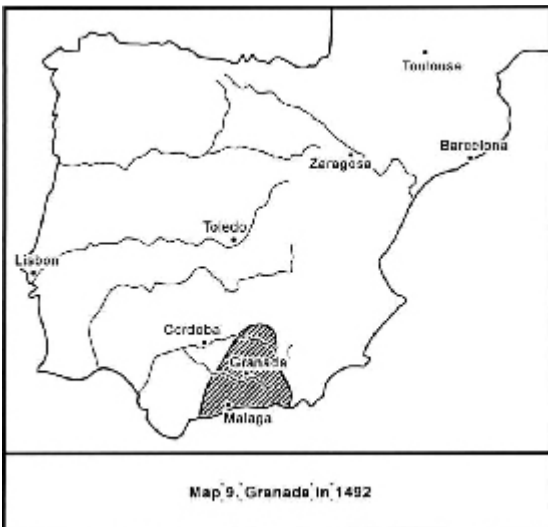 Toulouse
Barcelona
Zaragosa
Toledo
Lisbon
Cordoba
Granada
Malaga
Map 9. Granada in 1492